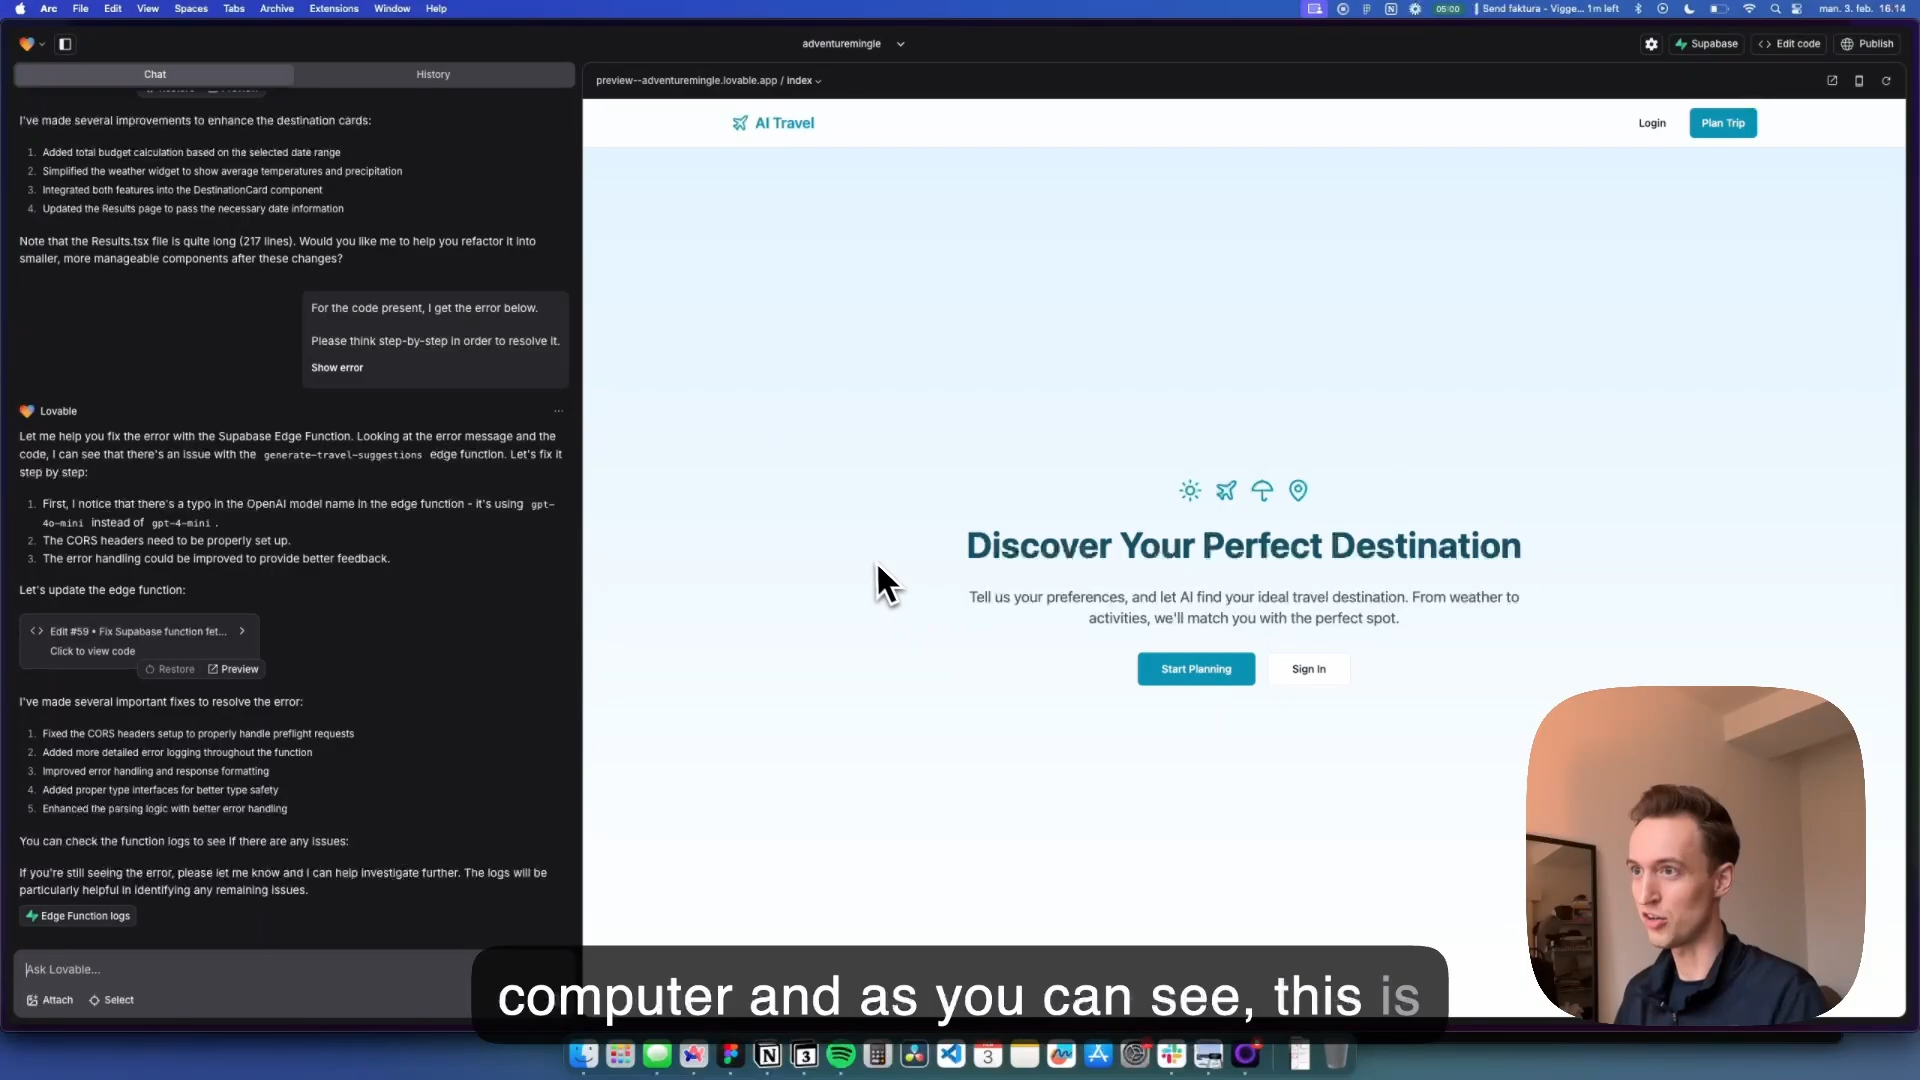 Arc File Edit View Spaces Tabs Archive Extensions Window Help
05:00 Send faktura - Vigge... 1m left man. 3. feb. 16.14
adventuremingle
Supabase Edit code Publish
Chat History
preview--adventuremingle.lovable.app / index
I've made several improvements to enhance the destination cards:
1. Added total budget calculation based on the selected date range
2. Simplified the weather widget to show average temperatures and precipitation
3. Integrated both features into the DestinationCard component
4. Updated the Results page to pass the necessary date information
Note that the Results.tsx file is quite long (217 lines). Would you like me to help you refactor it into
smaller, more manageable components after these changes?
For the code present, I get the error below.
Please think step-by-step in order to resolve it.
Show error
Lovable
Let me help you fix the error with the Supabase Edge Function. Looking at the error message and the
code, I can see that there's an issue with the generate-travel-suggestions edge function. Let's fix it
step by step:
1. First, I notice that there's a typo in the OpenAI model name in the edge function - it's using gpt-
4o-mini instead of gpt-4-mini .
2. The CORS headers need to be properly set up.
3. The error handling could be improved to provide better feedback.
Let's update the edge function:
Edit #59 • Fix Supabase function fet...
Click to view code
Restore Preview
I've made several important fixes to resolve the error:
1. Fixed the CORS headers setup to properly handle preflight requests
2. Added more detailed error logging throughout the function
3. Improved error handling and response formatting
4. Added proper type interfaces for better type safety
5. Enhanced the parsing logic with better error handling
You can check the function logs to see if there are any issues:
If you're still seeing the error, please let me know and I can help investigate further. The logs will be
particularly helpful in identifying any remaining issues.
Edge Function logs
Ask Lovable...
Attach Select
AI Travel
Login Plan Trip
Discover Your Perfect Destination
Tell us your preferences, and let AI find your ideal travel destination. From weather to
activities, we'll match you with the perfect spot.
Start Planning Sign In
computer and as you can see, this is
3 3